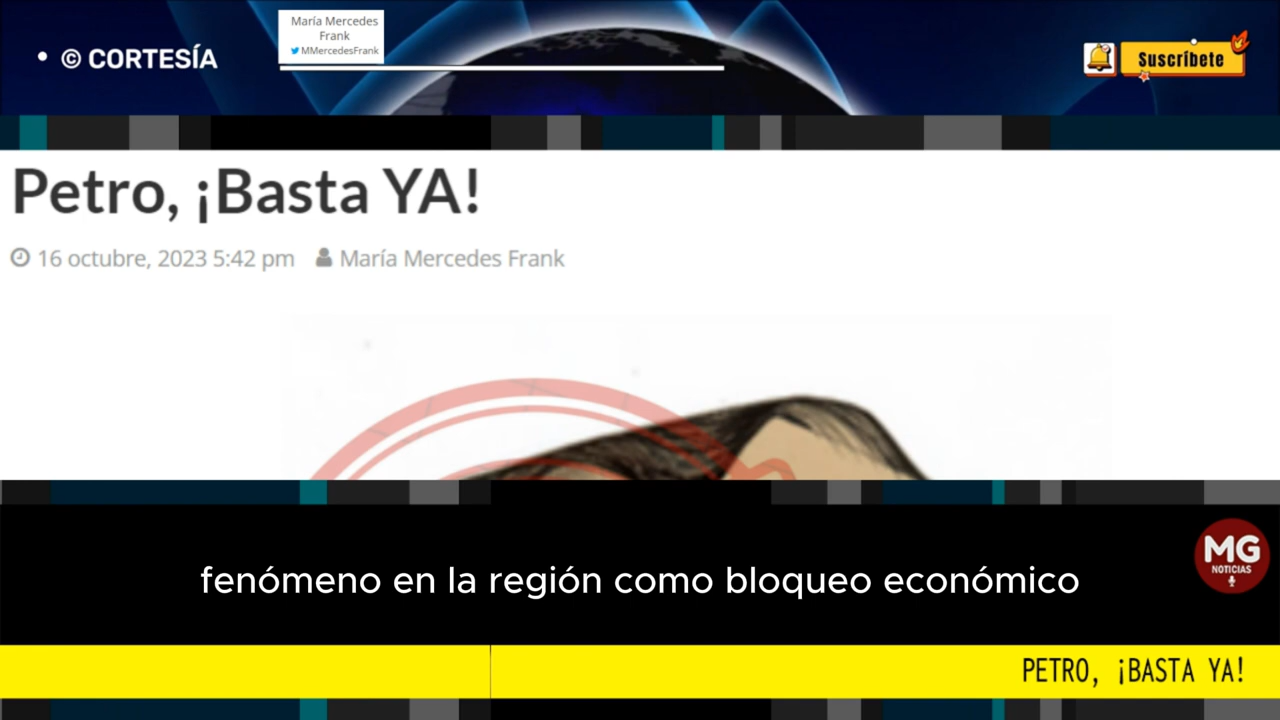 • © CORTESÍA
María Mercedes
Frank
MMercedesFrank
Suscríbete
Petro, ¡Basta YA!
16 octubre, 2023 5:42 pm María Mercedes Frank
fenómeno en la región como bloqueo económico
MG
NOTICIAS
PETRO, ¡BASTA YA!